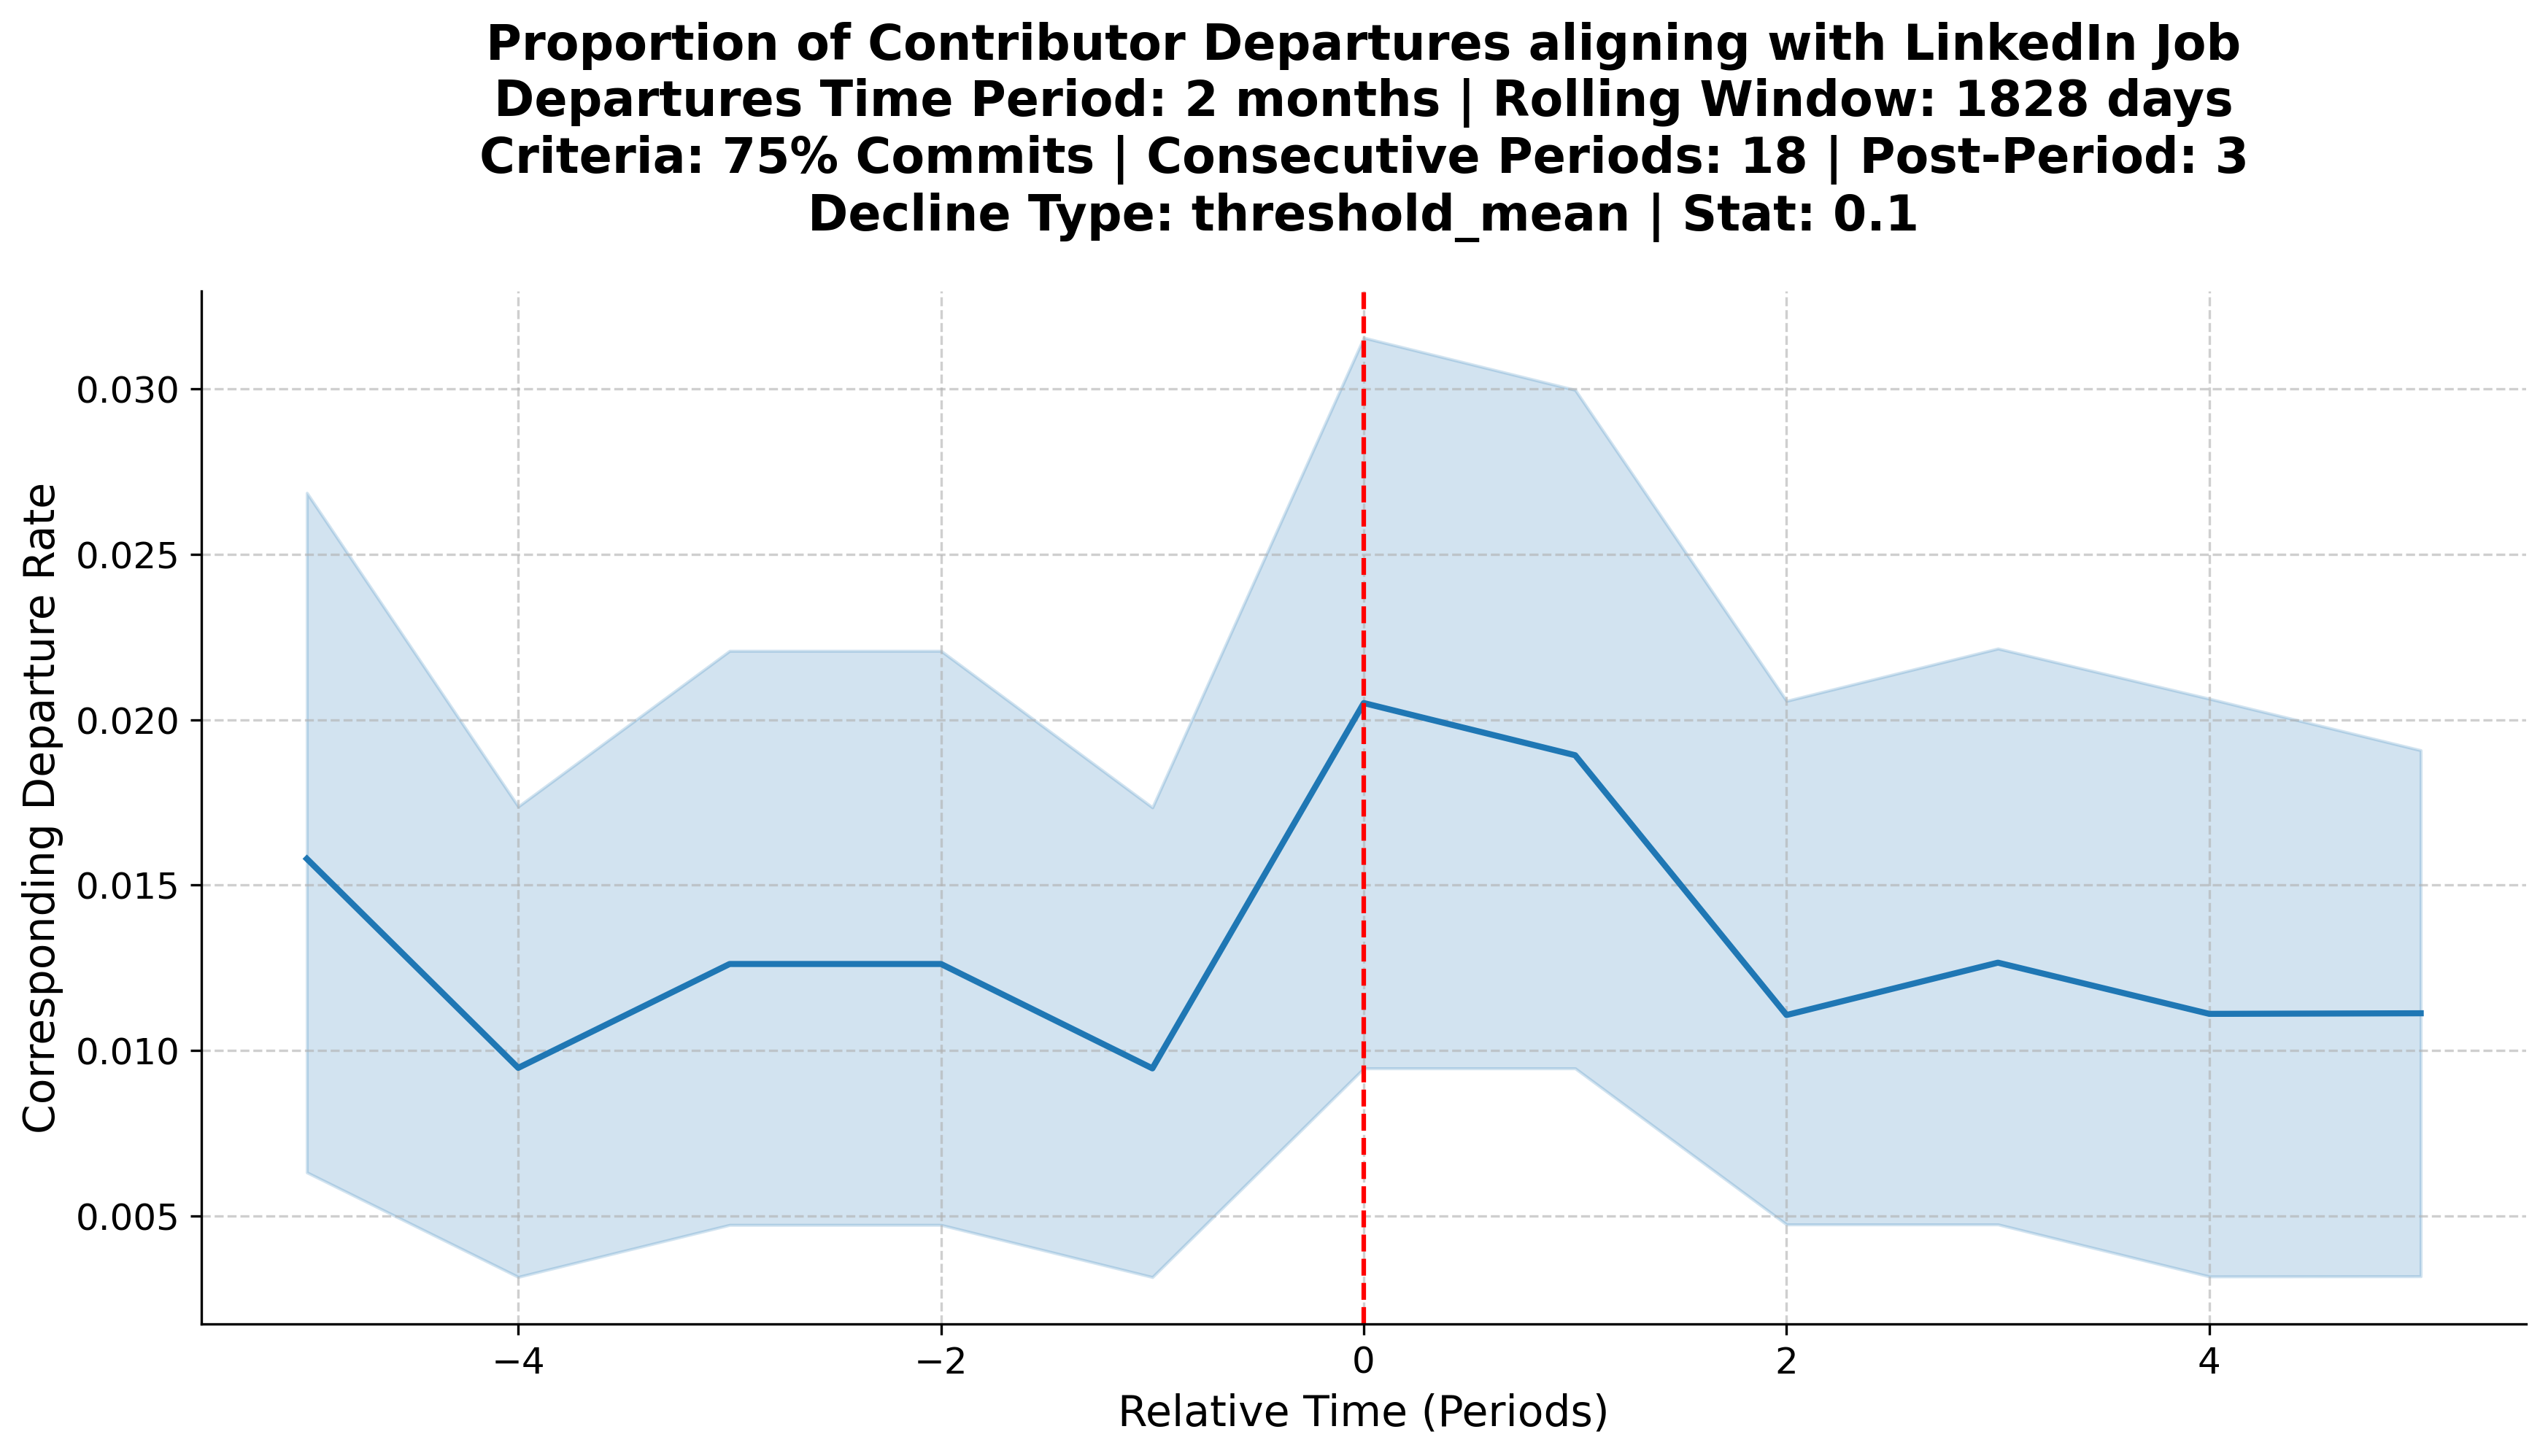 Proportion of Contributor Departures aligning with LinkedIn Job
Departures Time Period: 2 months | Rolling Window: 1828 days
Criteria: 75% Commits | Consecutive Periods: 18 | Post-Period: 3
Decline Type: threshold_mean | Stat: 0.1
Corresponding Departure Rate
0.030
0.025
0.020
0.015
0.010
0.005
−4
−2
0
2
4
Relative Time (Periods)